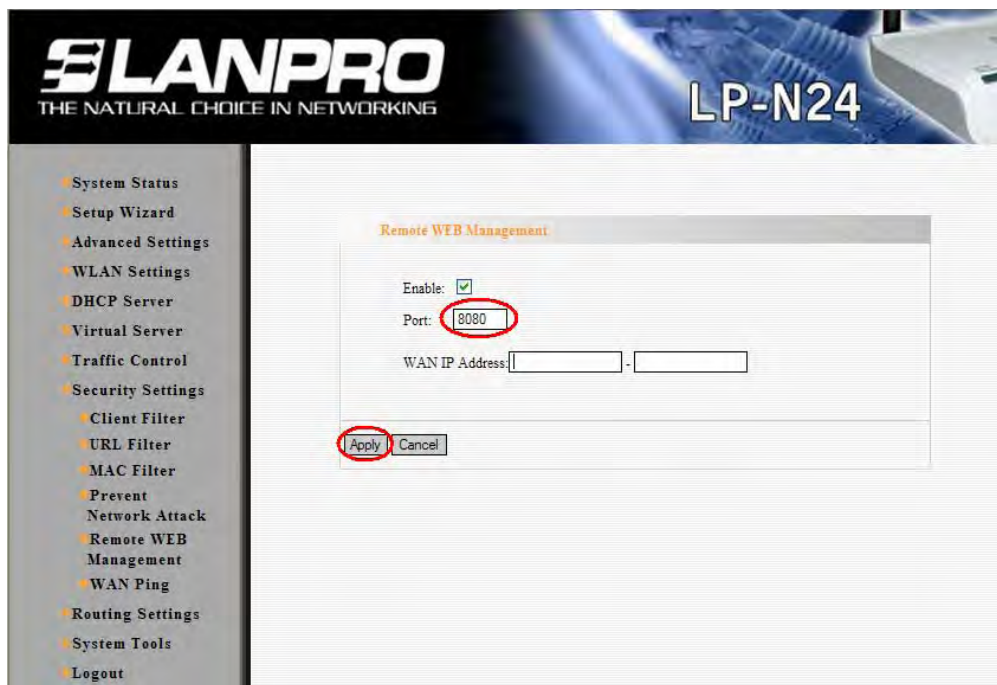 LANPRO
THE NATURAL CHOICE IN NETWORKING
LP-N24
System Status
Setup Wizard
Advanced Settings
WLAN Settings
DHCP Server
Virtual Server
Traffic Control
Security Settings
Client Filter
URL Filter
MAC Filter
Prevent
Network Attack
Remote WEB
Management
WAN Ping
Routing Settings
System Tools
Logout
Remote WEB Management
Enable:
Port: 8080
WAN IP Address: -
Apply Cancel